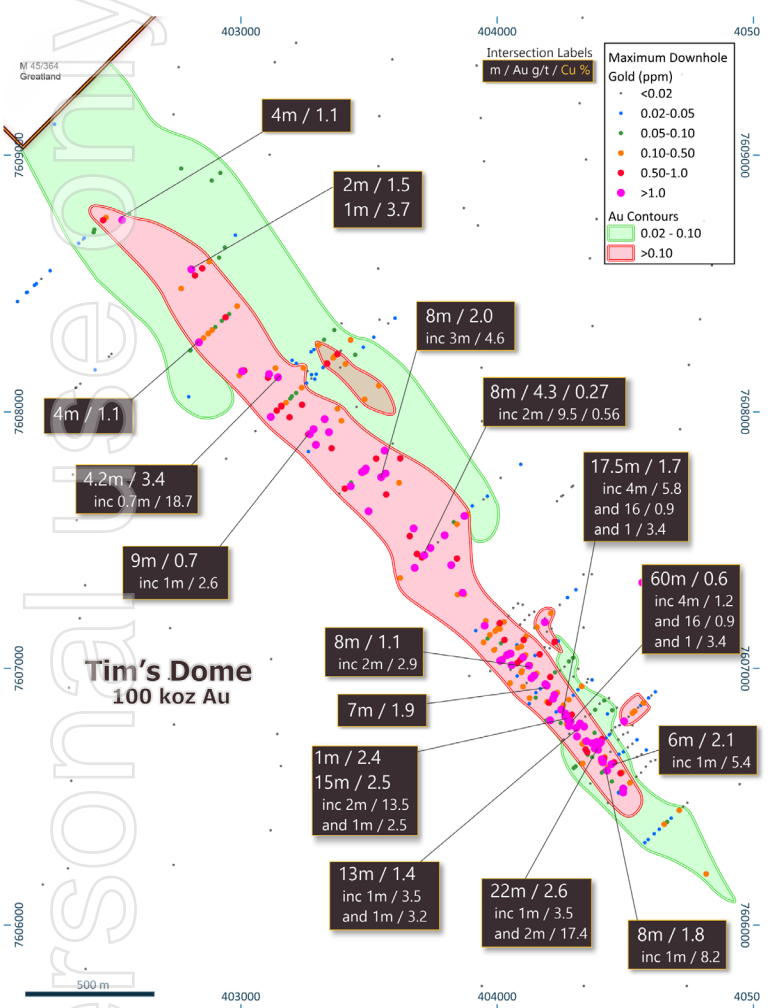 403000
404000
4050
M 45/364
Greatland
Intersection Labels
m / Au g/t / Cu %
Maximum Downhole
Gold (ppm)
<0.02
0.02-0.05
0.05-0.10
0.10-0.50
0.50-1.0
>1.0
Au Contours
0.02 - 0.10
>0.10
7609000
7609000
4m / 1.1
2m / 1.5
1m / 3.7
8m / 2.0
inc 3m / 4.6
8m / 4.3 / 0.27
inc 2m / 9.5 / 0.56
7608000
7608000
4m / 1.1
4.2m / 3.4
inc 0.7m / 18.7
17.5m / 1.7
inc 4m / 5.8
and 16 / 0.9
and 1 / 3.4
9m / 0.7
inc 1m / 2.6
60m / 0.6
inc 4m / 1.2
and 16 / 0.9
and 1 / 3.4
8m / 1.1
inc 2m / 2.9
7607000
7607000
Tim's Dome
100 koz Au
7m / 1.9
6m / 2.1
inc 1m / 5.4
1m / 2.4
15m / 2.5
inc 2m / 13.5
and 1m / 2.5
13m / 1.4
inc 1m / 3.5
and 1m / 3.2
22m / 2.6
inc 1m / 3.5
and 2m / 17.4
8m / 1.8
inc 1m / 8.2
7606000
7606000
500 m
403000
404000
4050
ersonal use only